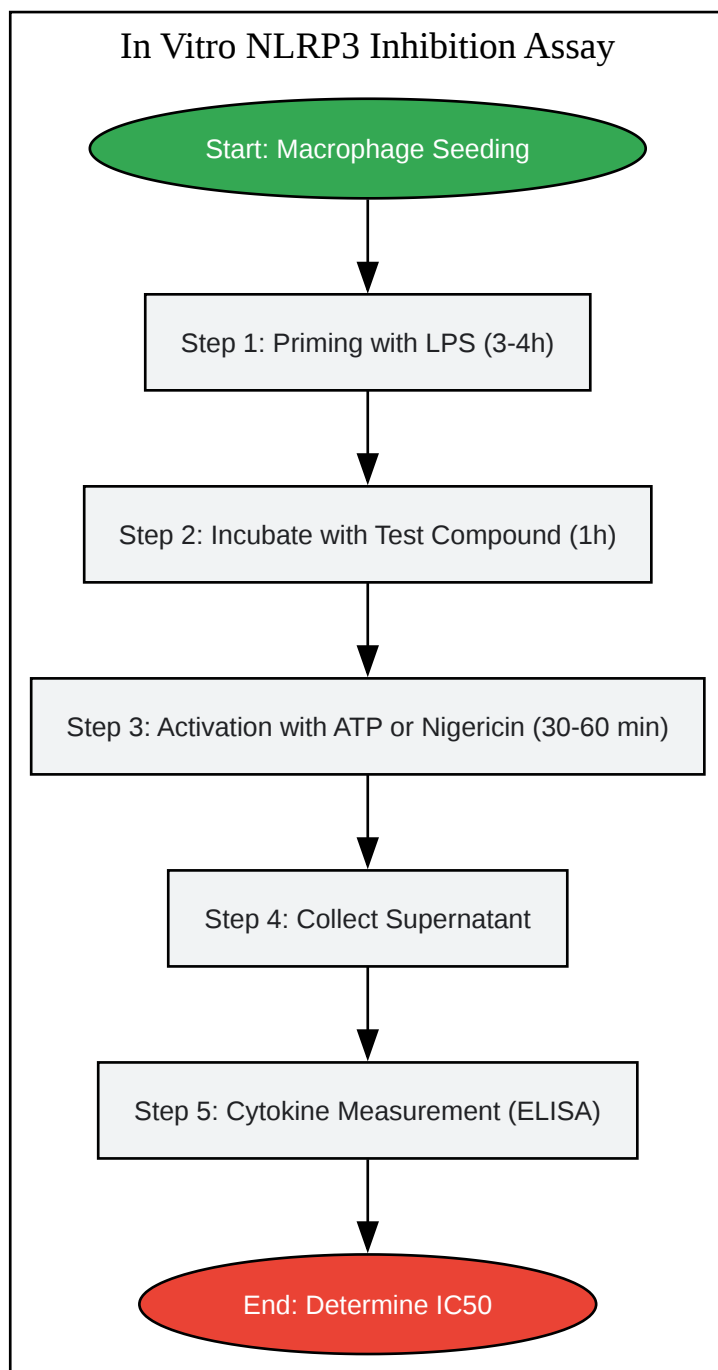 In Vitro NLRP3 Inhibition Assay
Start: Macrophage Seeding
Step 1: Priming with LPS (3-4h)
Step 2: Incubate with Test Compound (1h)
Step 3: Activation with ATP or Nigericin (30-60 min)
Step 4: Collect Supernatant
Step 5: Cytokine Measurement (ELISA)
End: Determine IC50